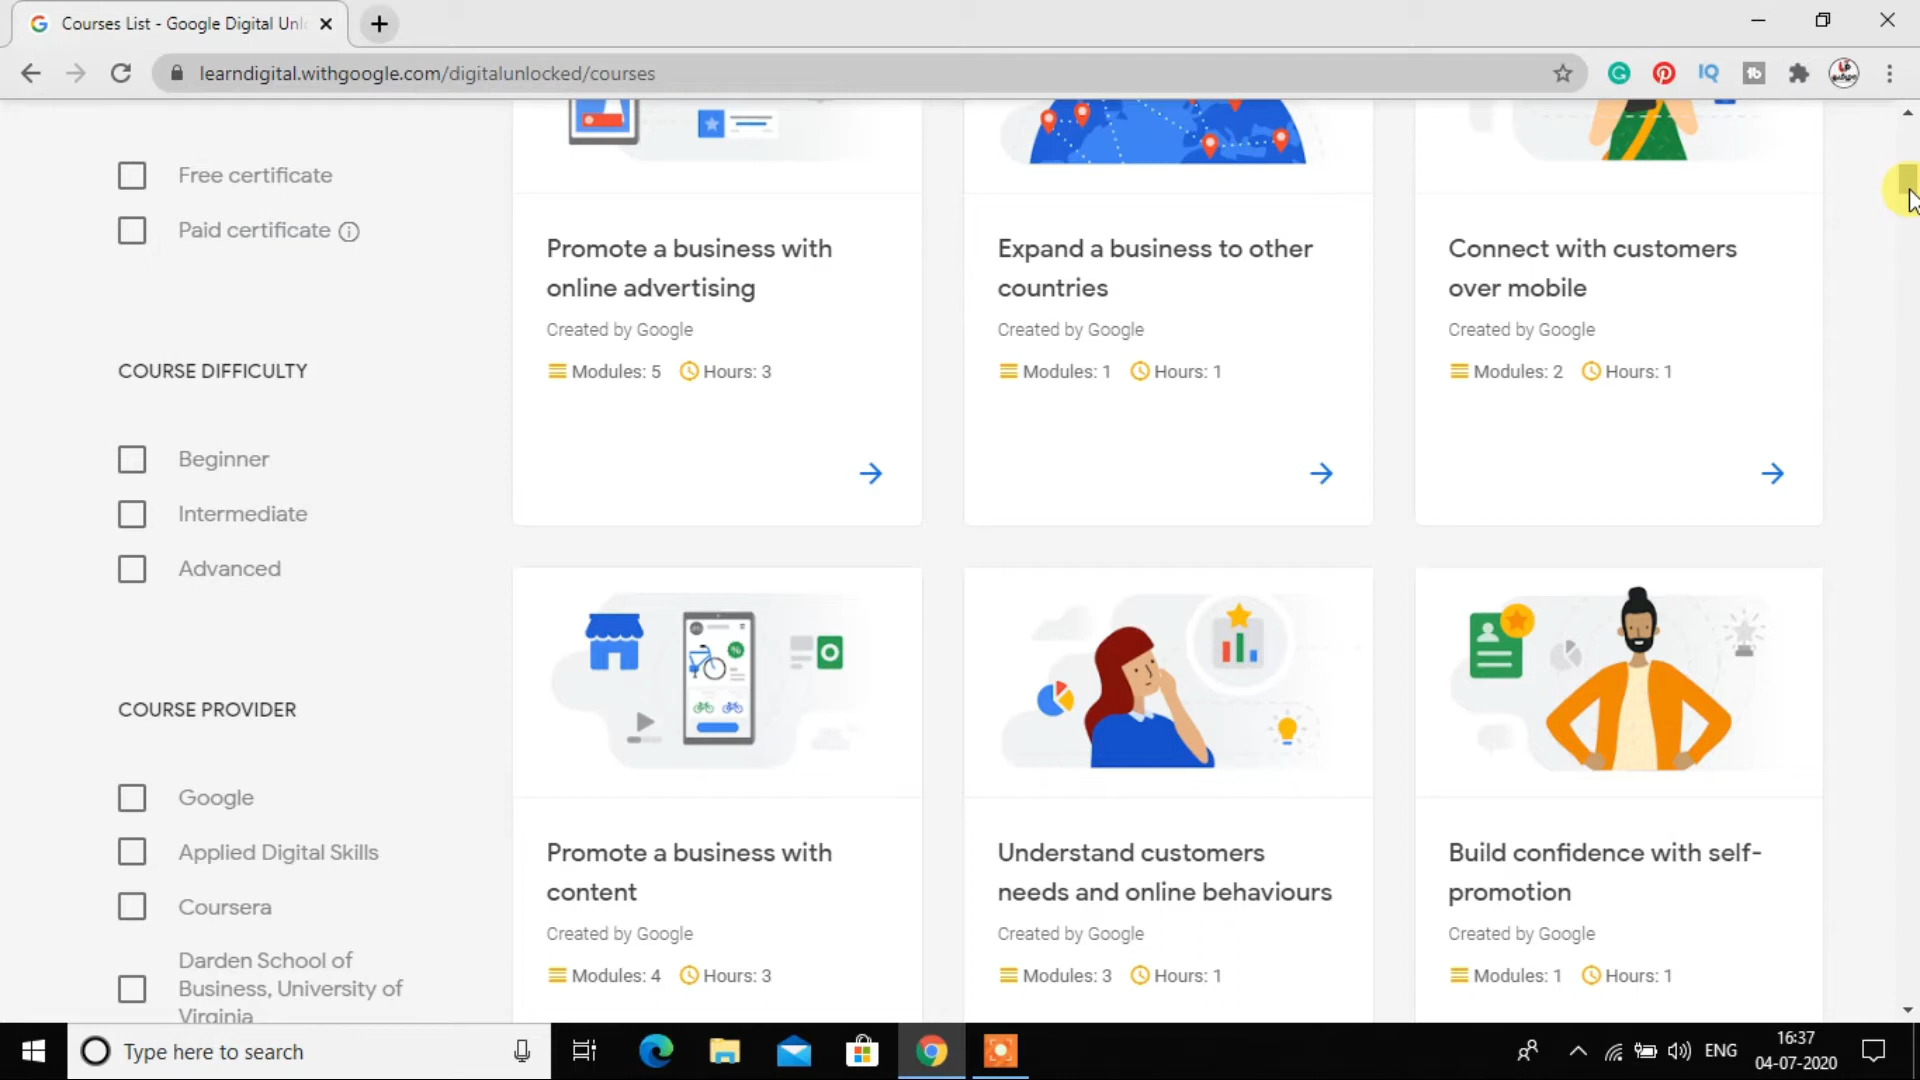 Courses List - Google Digital Unl
learndigital.withgoogle.com/digitalunlocked/courses
Free certificate
Paid certificate
COURSE DIFFICULTY
Beginner
Intermediate
Advanced
COURSE PROVIDER
Google
Applied Digital Skills
Coursera
Darden School of
Business, University of
Virginia
Promote a business with
online advertising
Created by Google
Modules: 5 Hours: 3
Expand a business to other
countries
Created by Google
Modules: 1 Hours: 1
Connect with customers
over mobile
Created by Google
Modules: 2 Hours: 1
Promote a business with
content
Created by Google
Modules: 4 Hours: 3
Understand customers
needs and online behaviours
Created by Google
Modules: 3 Hours: 1
Build confidence with self-
promotion
Created by Google
Modules: 1 Hours: 1
Type here to search
ENG
16:37
04-07-2020